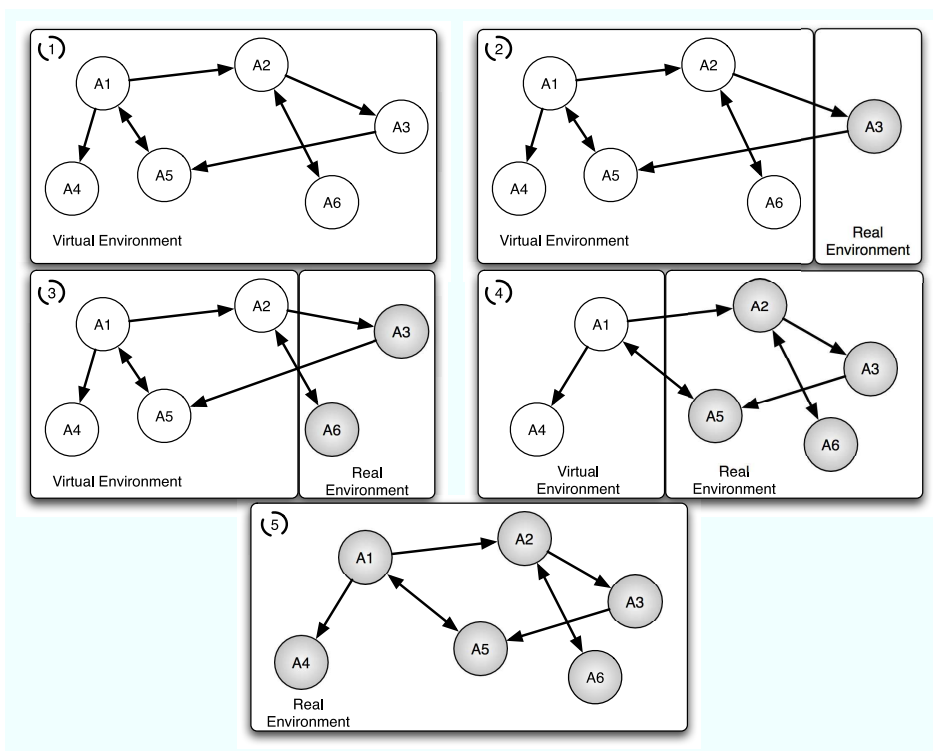 1
A1
A2
A3
A4
A5
A6
Virtual Environment
2
A1
A2
A3
A4
A5
A6
Virtual Environment
Real
Environment
3
A1
A2
A3
A4
A5
A6
Virtual Environment
Real
Environment
4
A1
A2
A3
A4
A5
A6
Virtual
Environment
Real
Environment
5
A1
A2
A3
A4
A5
A6
Real
Environment